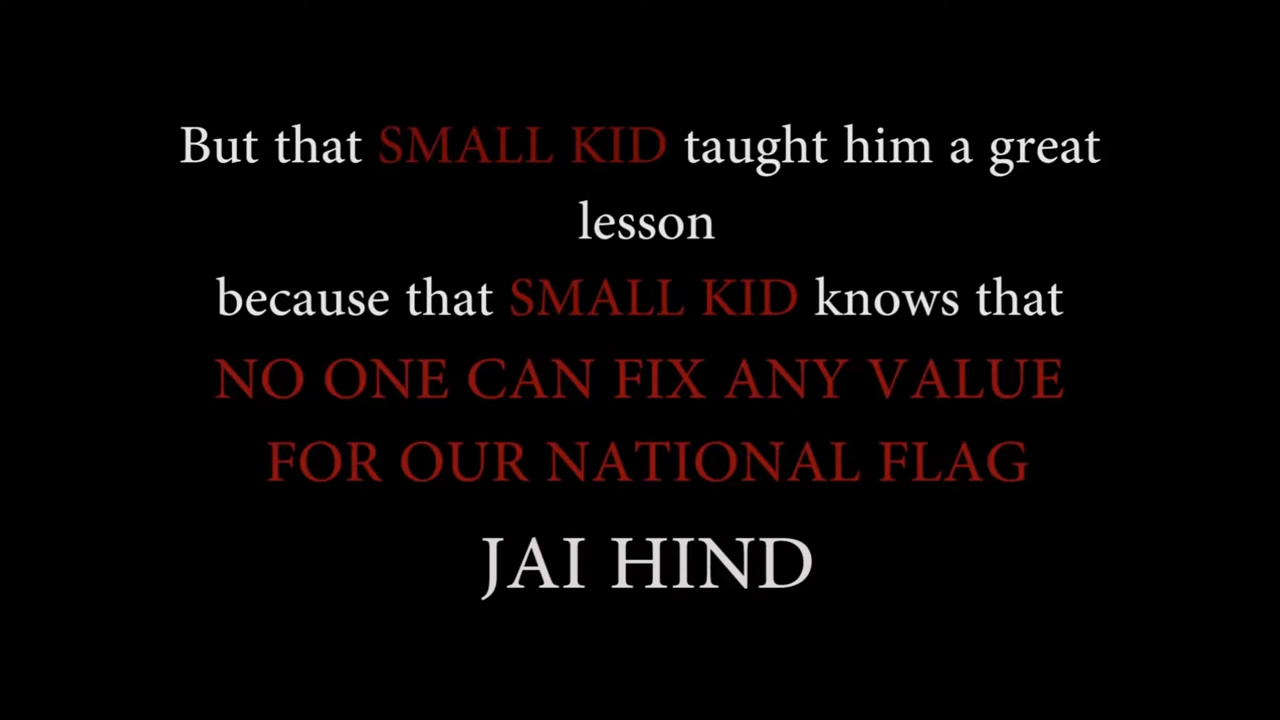 But that SMALL KID taught him a great
lesson
because that SMALL KID knows that
NO ONE CAN FIX ANY VALUE
FOR OUR NATIONAL FLAG
JAI HIND